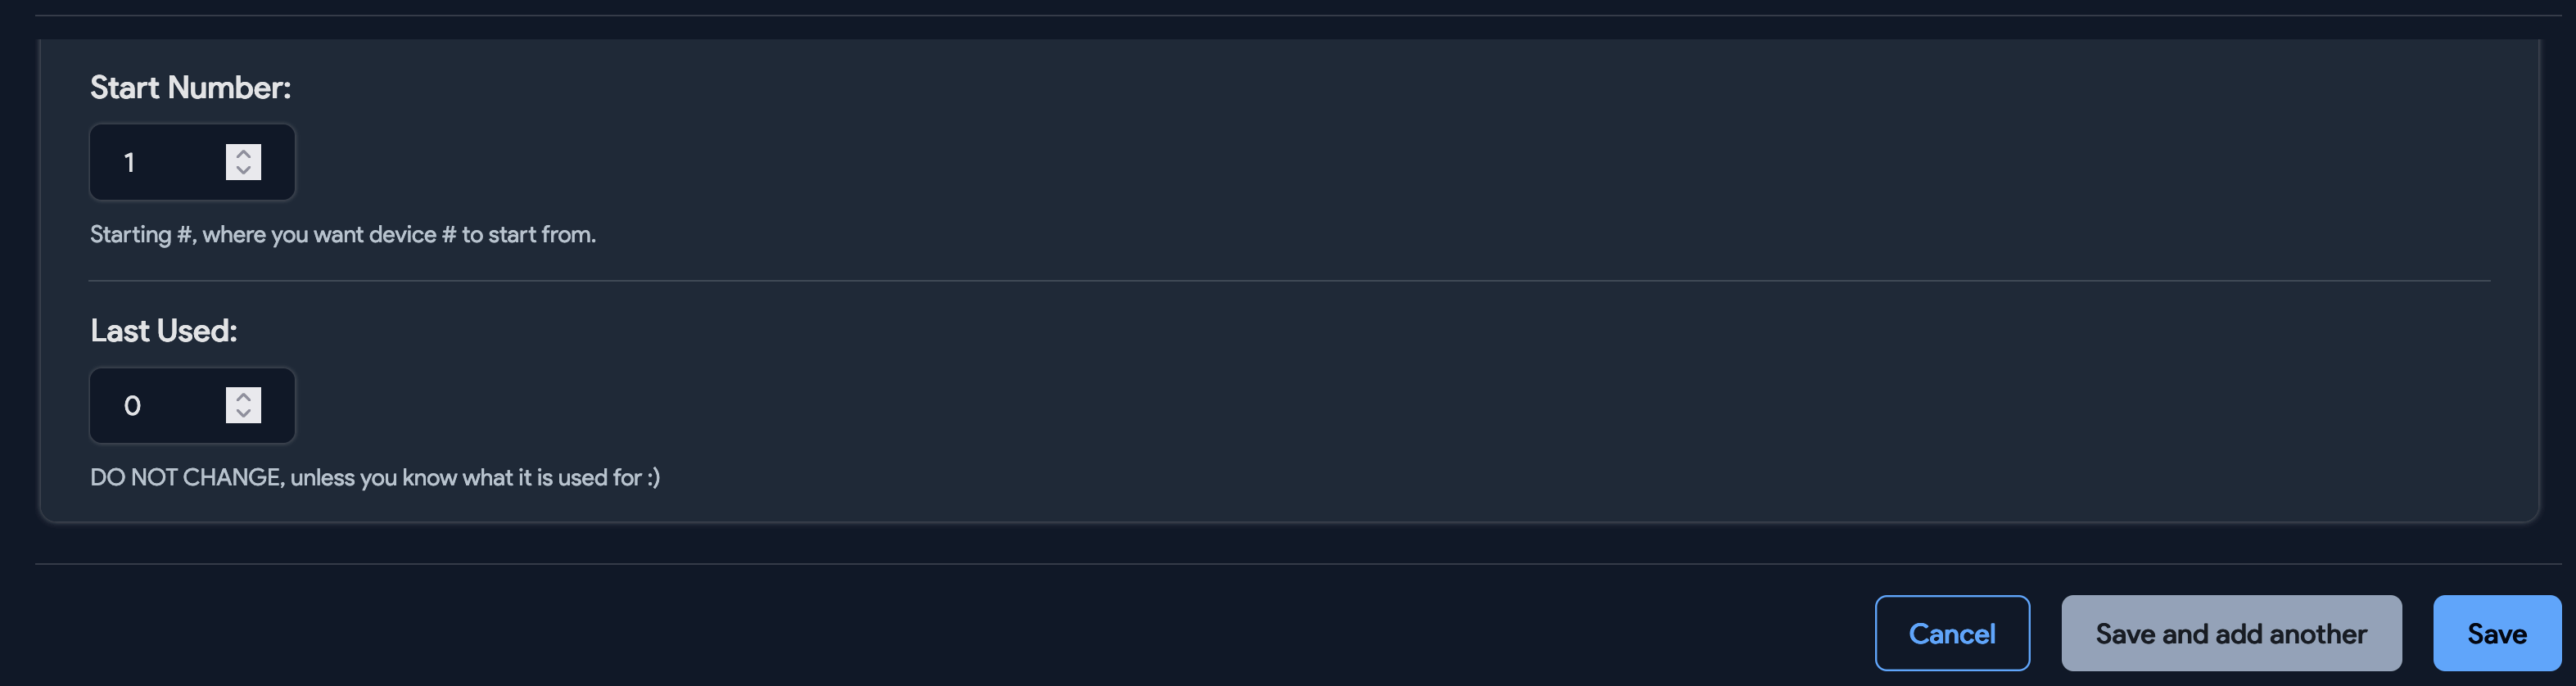 Start Number:
1
Starting #, where you want device # to start from.
Last Used:
0
DO NOT CHANGE, unless you know what it is used for :)
Cancel
Save and add another
Save